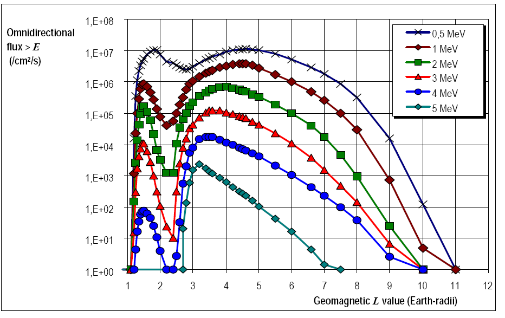 Omnidirectional
flux > E
(/cm²/s)
1,E+08
1,E+07
1,E+06
1,E+05
1,E+04
1,E+03
1,E+02
1,E+01
1,E+00
0,5 MeV
1 MeV
2 MeV
3 MeV
4 MeV
5 MeV
1 2 3 4 5 6 7 8 9 10 11 12
Geomagnetic L value (Earth-radii)